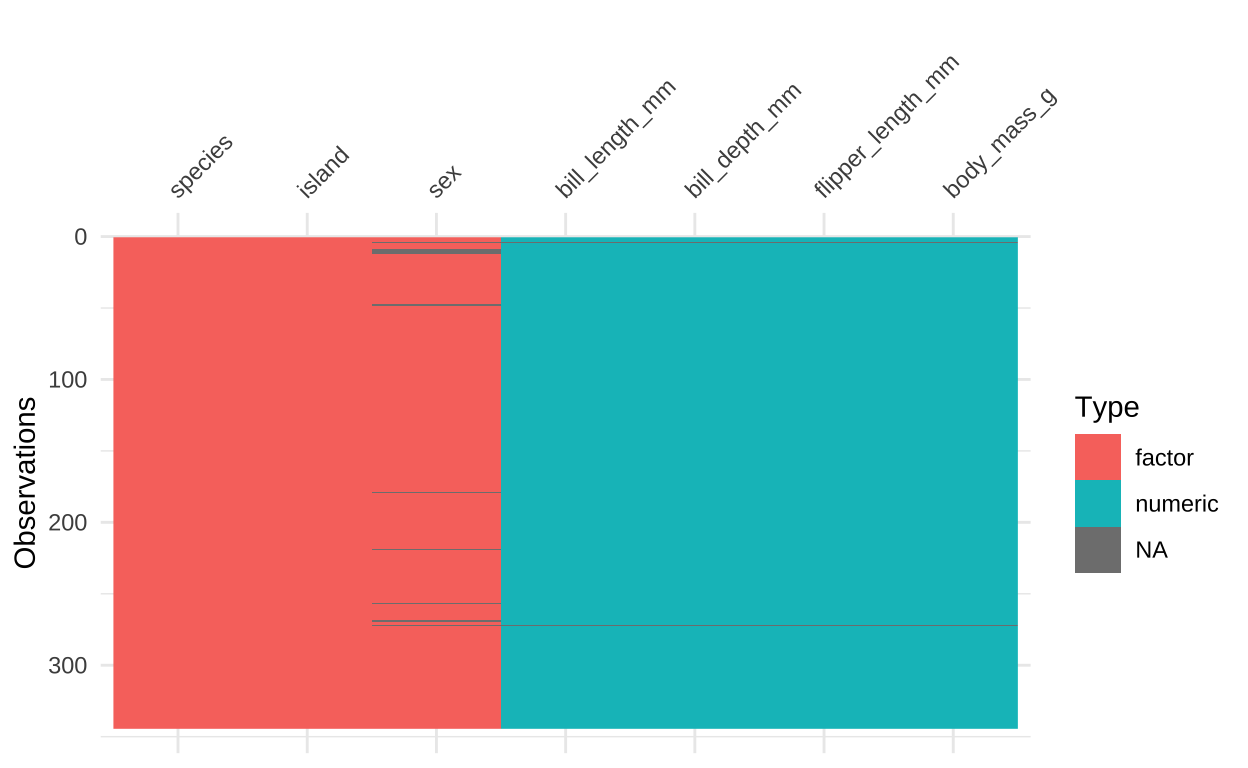 species
island
sex
bill_length_mm
bill_depth_mm
flipper_length_mm
body_mass_g
0
100
200
300
Observations
Type
factor
numeric
NA